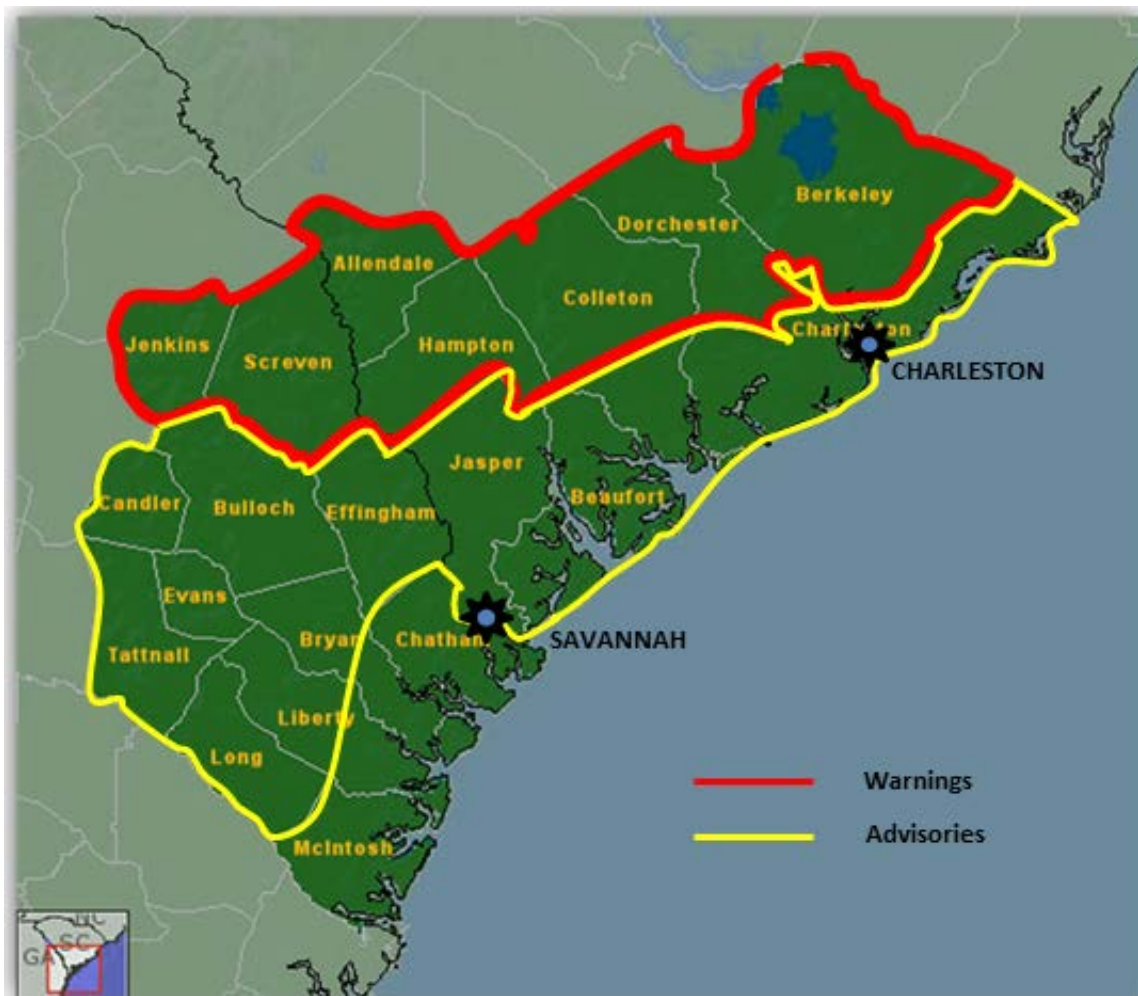 Berkeley
Dorchester
Allendale
Colleton
Charleston
Jenkins
Hampton
Screven
CHARLESTON
Jasper
Beaufort
Candler
Bulloch
Effingham
Evans
Bryan
Chatham
SAVANNAH
Tattnall
Liberty
Long
Warnings
Advisories
McIntosh
NC
SC
GA